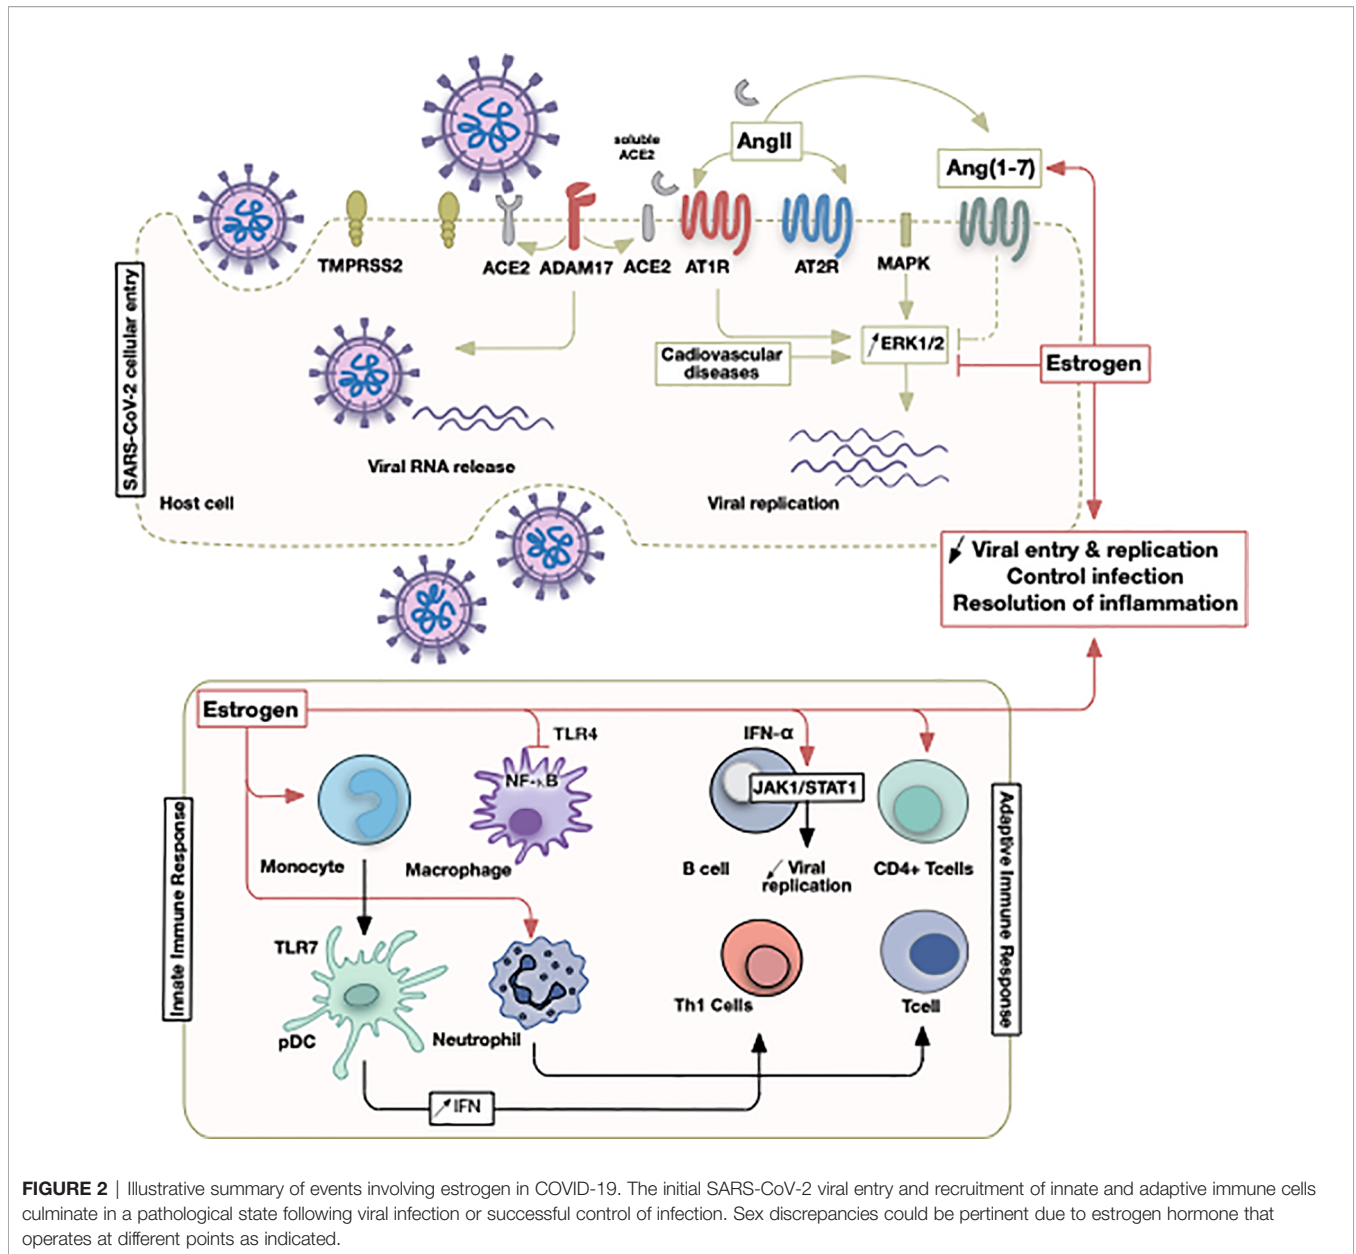 soluble
ACE2
AngII
Ang(1-7)
TMPRSS2
ACE2
ADAM17
ACE2
AT1R
AT2R
MAPK
SARS-CoV-2 cellular entry
Cadiovascular
diseases
↗ERK1/2
Estrogen
Viral RNA release
Host cell
Viral replication
↙ Viral entry & replication
Control infection
Resolution of inflammation
Estrogen
TLR4
IFN-α
NF-κB
JAK1/STAT1
Innate Immune Response
Adaptive Immune Response
Monocyte
Macrophage
B cell
↙ Viral
replication
CD4+ Tcells
TLR7
pDC
Neutrophil
Th1 Cells
Tcell
↗IFN
FIGURE 2 | Illustrative summary of events involving estrogen in COVID-19. The initial SARS-CoV-2 viral entry and recruitment of innate and adaptive immune cells
culminate in a pathological state following viral infection or successful control of infection. Sex discrepancies could be pertinent due to estrogen hormone that
operates at different points as indicated.